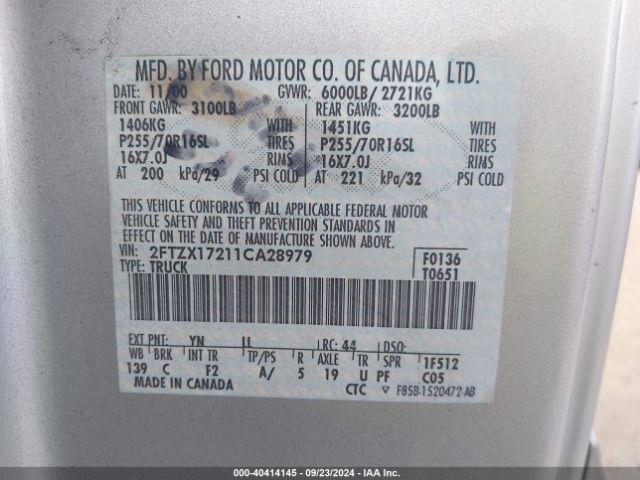 MFD. BY FORD MOTOR CO. OF CANADA, LTD.
DATE: 11/00 GVWR: 6000LB/ 2721KG
FRONT GAWR: 3100LB REAR GAWR: 3200LB
1406KG WITH 1451KG WITH
P255/70R16SL TIRES P255/70R16SL TIRES
16X7.0J RIMS 16X7.0J RIMS
AT 200 kPa/29 PSI COLD AT 221 kPa/32 PSI COLD
THIS VEHICLE CONFORMS TO ALL APPLICABLE FEDERAL MOTOR
VEHICLE SAFETY AND THEFT PREVENTION STANDARDS IN
EFFECT ON THE DATE OF MANUFACTURE SHOWN ABOVE.
VIN: 2FTZX17211CA28979 F0136
TYPE: TRUCK T0651
EXT PNT: YN RC: 44 DSO:
WB BRK INT TR TP/PS R AXLE TR SPR 1F512
139 C F2 A/ 5 19 U PF C05
MADE IN CANADA CTC F85B-1520472-AB
000-40414145 - 09/23/2024 - IAA Inc.